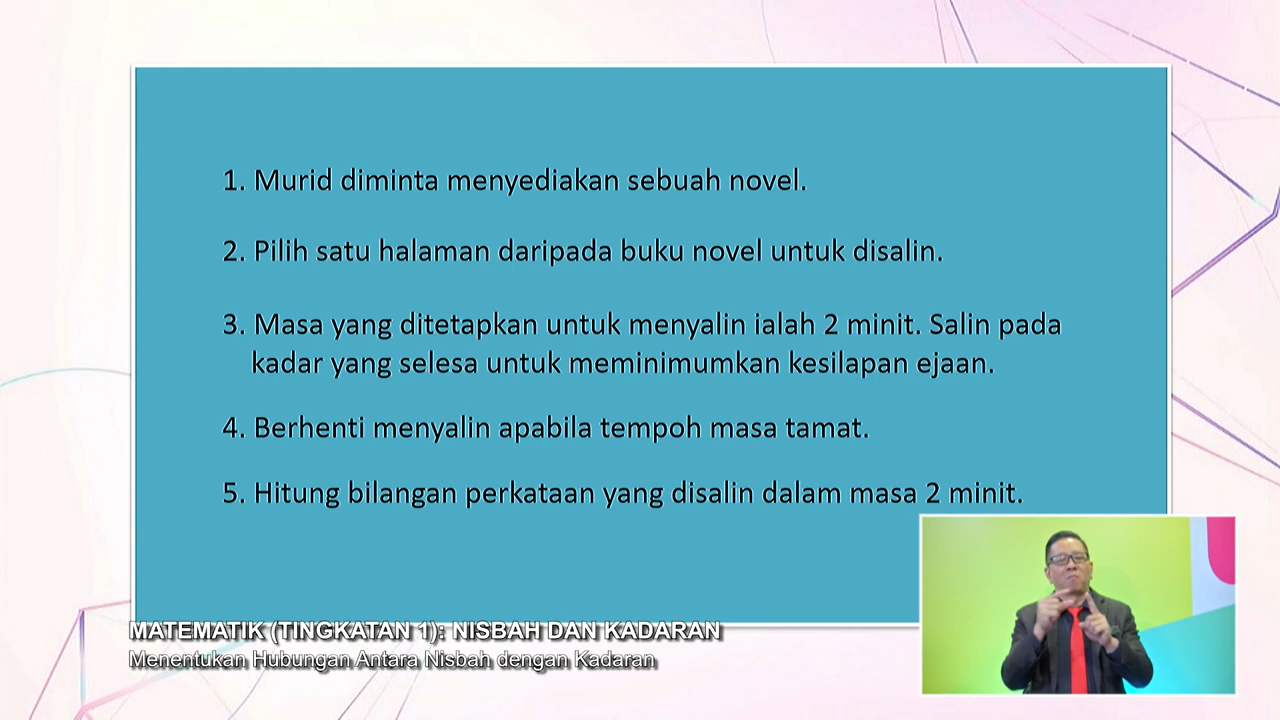 1. Murid diminta menyediakan sebuah novel.
2. Pilih satu halaman daripada buku novel untuk disalin.
3. Masa yang ditetapkan untuk menyalin ialah 2 minit. Salin pada
kadar yang selesa untuk meminimumkan kesilapan ejaan.
4. Berhenti menyalin apabila tempoh masa tamat.
5. Hitung bilangan perkataan yang disalin dalam masa 2 minit.
MATEMATIK (TINGKATAN 1): NISBAH DAN KADARAN
Menentukan Hubungan Antara Nisbah dengan Kadaran